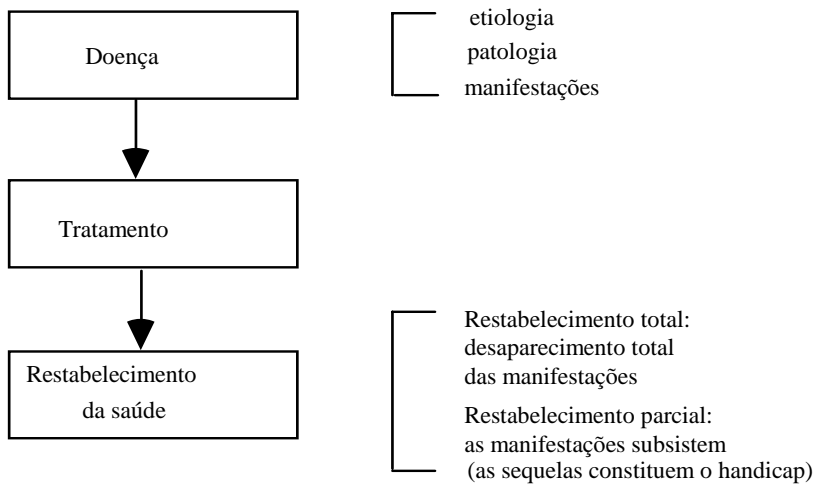 Doença
etiologia
patologia
manifestações
Tratamento
Restabelecimento
da saúde
Restabelecimento total:
desaparecimento total
das manifestações
Restabelecimento parcial:
as manifestações subsistem
(as sequelas constituem o handicap)